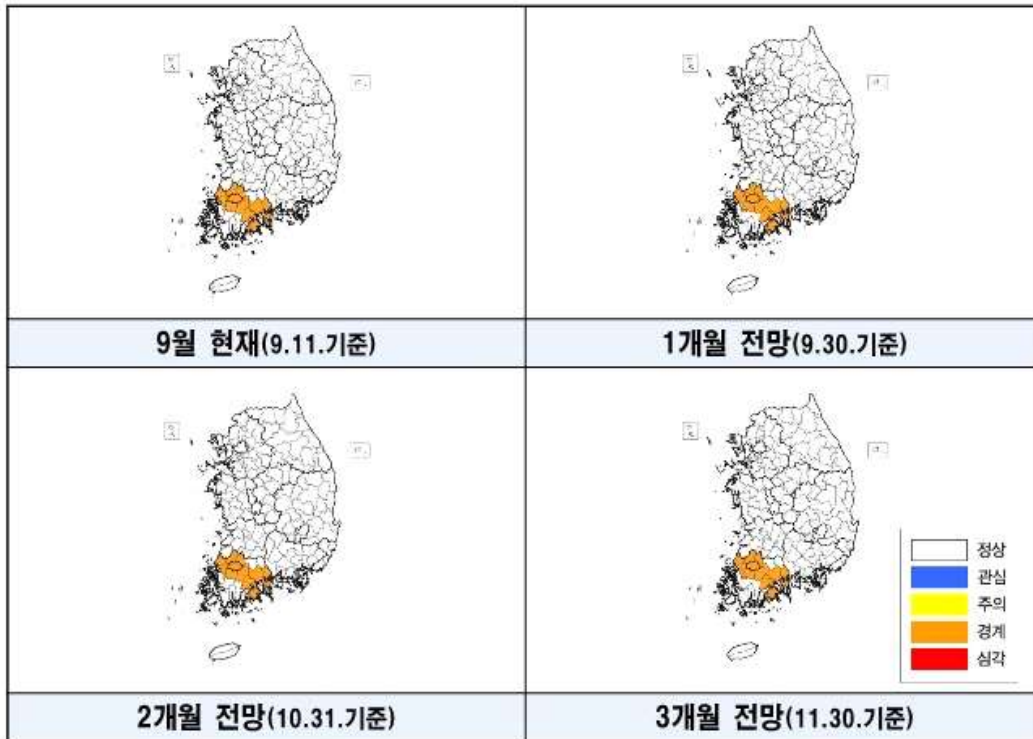 9월 현재(9.11.기준)
1개월 전망(9.30.기준)
2개월 전망(10.31.기준)
3개월 전망(11.30.기준)
정상
관심
주의
경계
심각